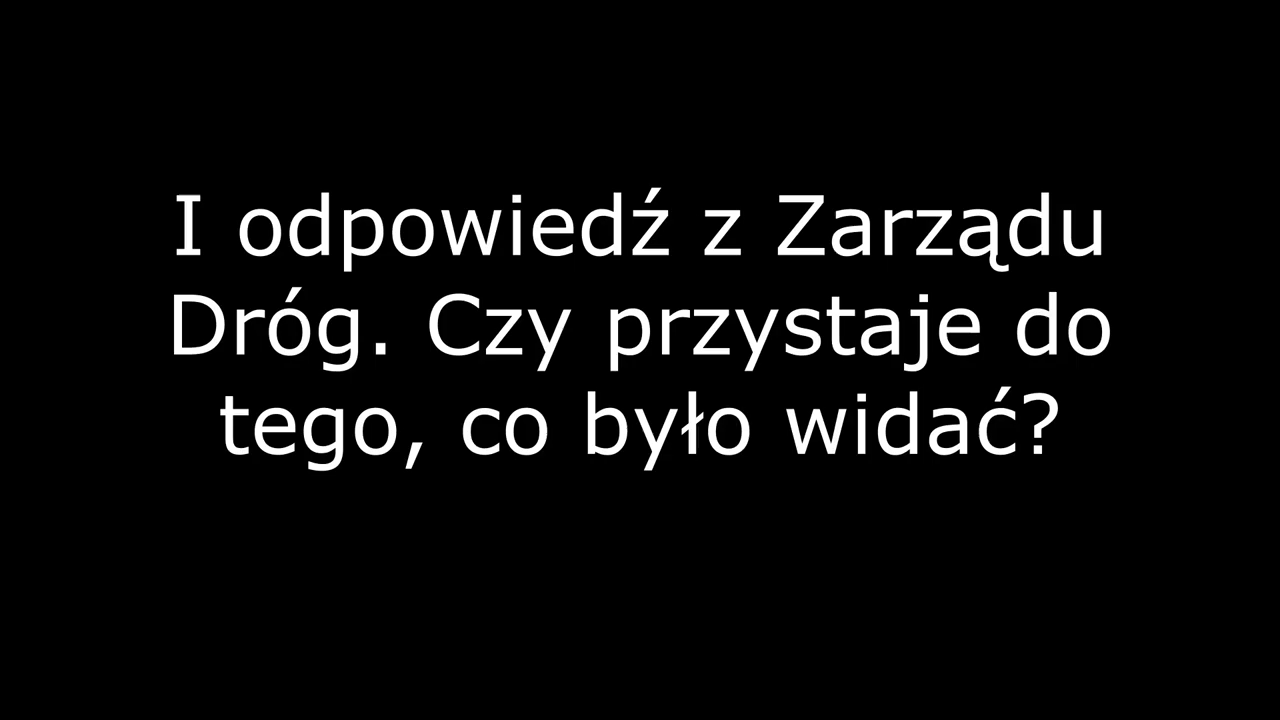 I odpowiedź z Zarządu
Dróg. Czy przystaje do
tego, co było widać?